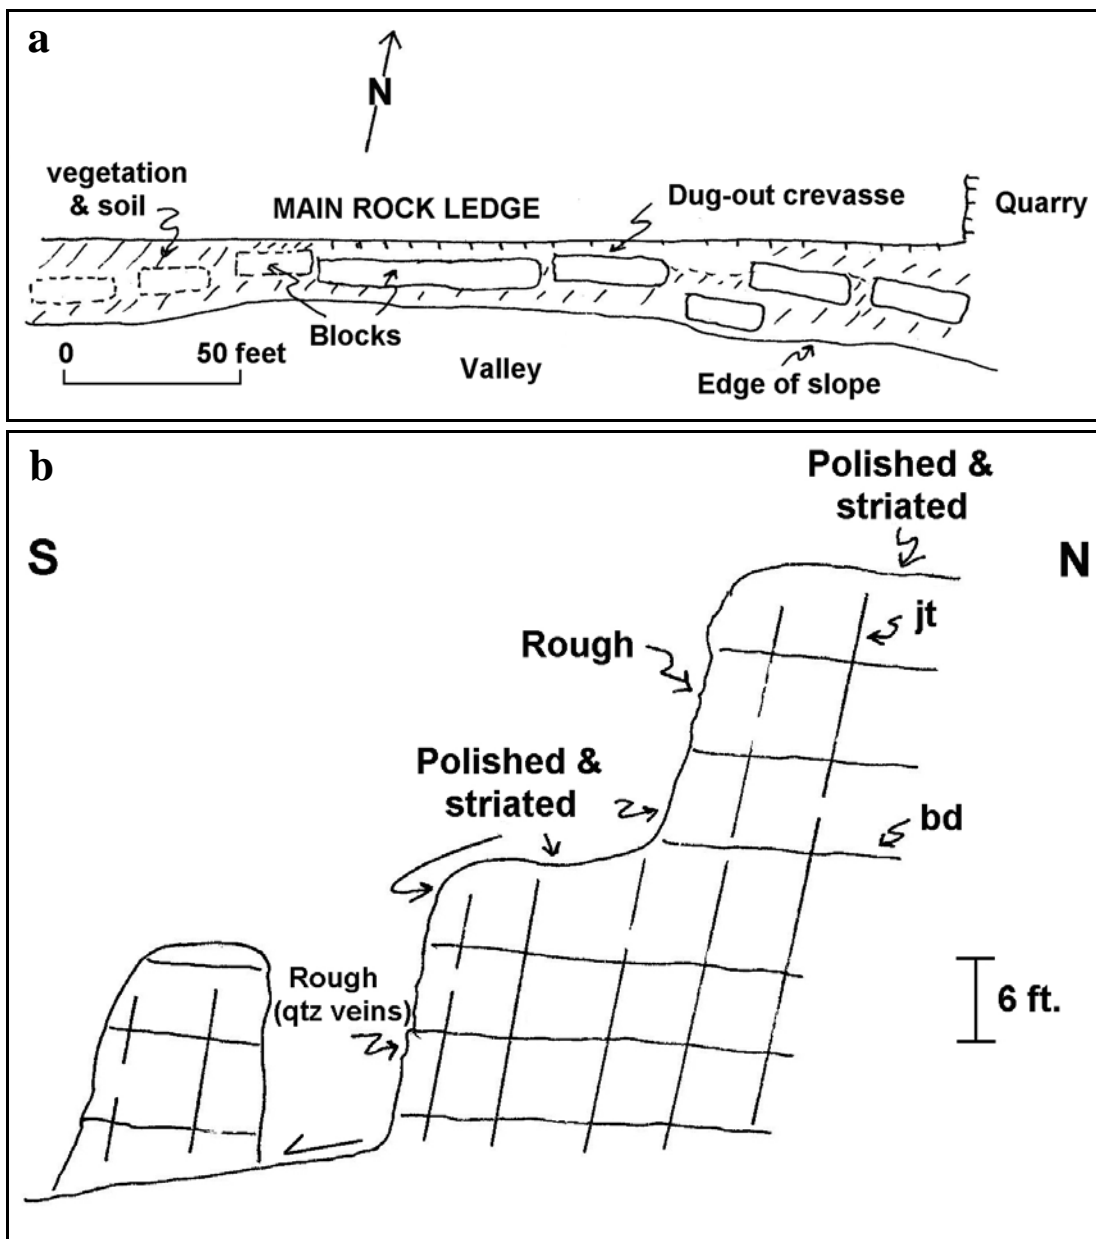 a
N
vegetation
& soil
MAIN ROCK LEDGE
Dug-out crevasse
Quarry
Blocks
0 50 feet
Valley
Edge of slope
b
Polished &
striated
S
N
jt
Rough
Polished &
striated
bd
Rough
(qtz veins)
6 ft.